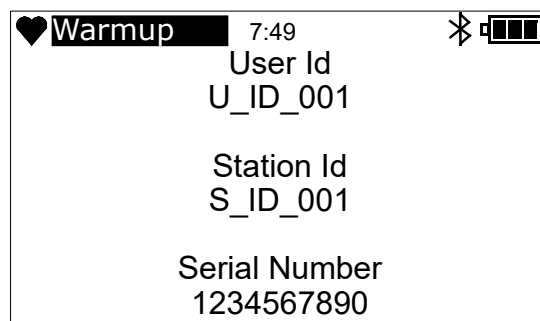 Warmup 7:49
User Id
U_ID_001
Station Id
S_ID_001
Serial Number
1234567890